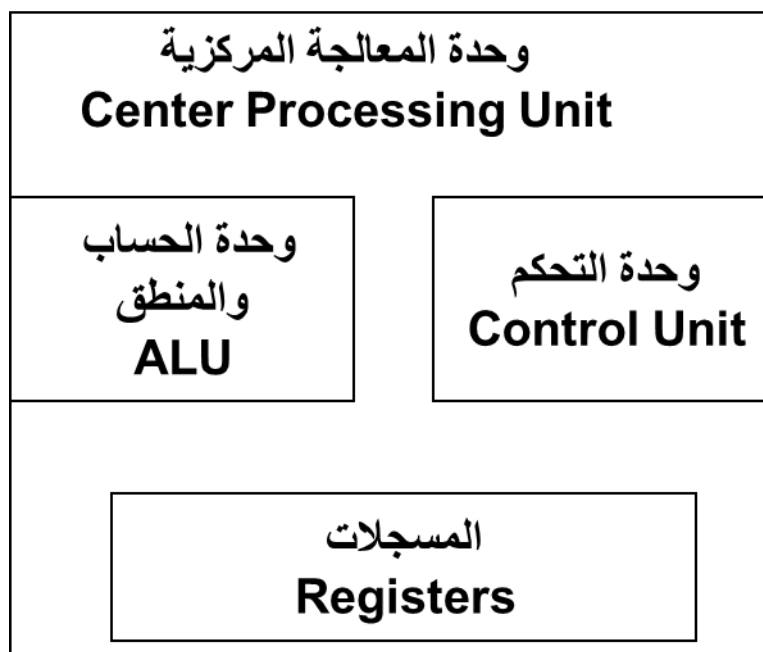 وحدة المعالجة المركزية
Center Processing Unit
وحدة الحساب
والمنطق
ALU
وحدة التحكم
Control Unit
المسجلات
Registers